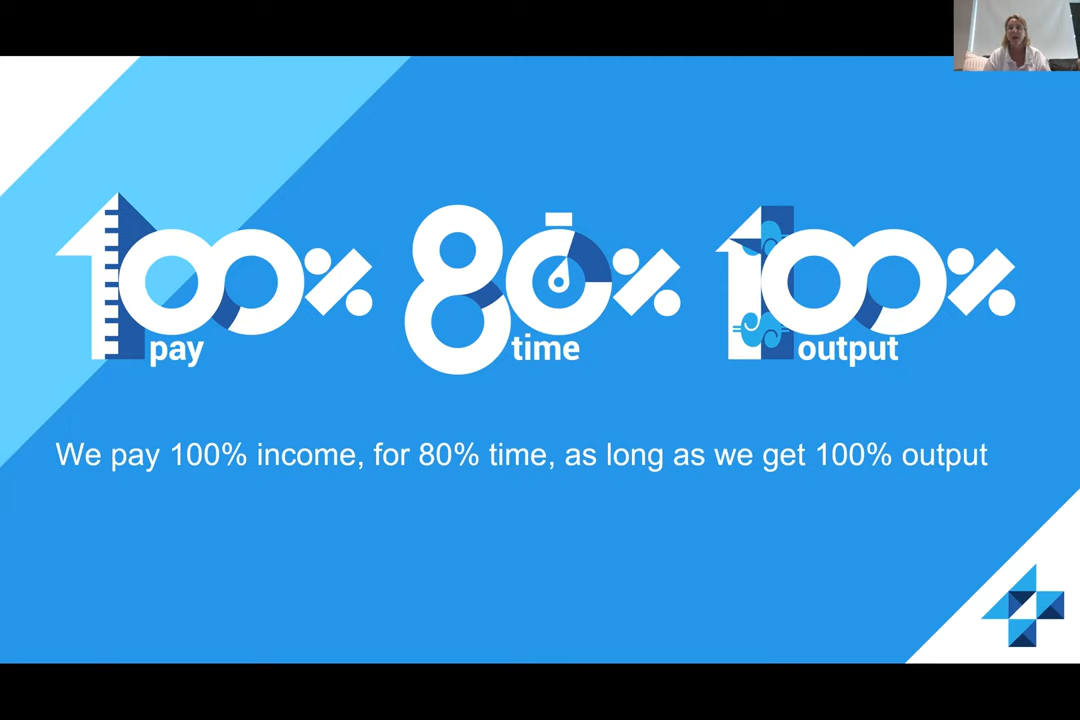 100% 80% 100%
pay time output
We pay 100% income, for 80% time, as long as we get 100% output